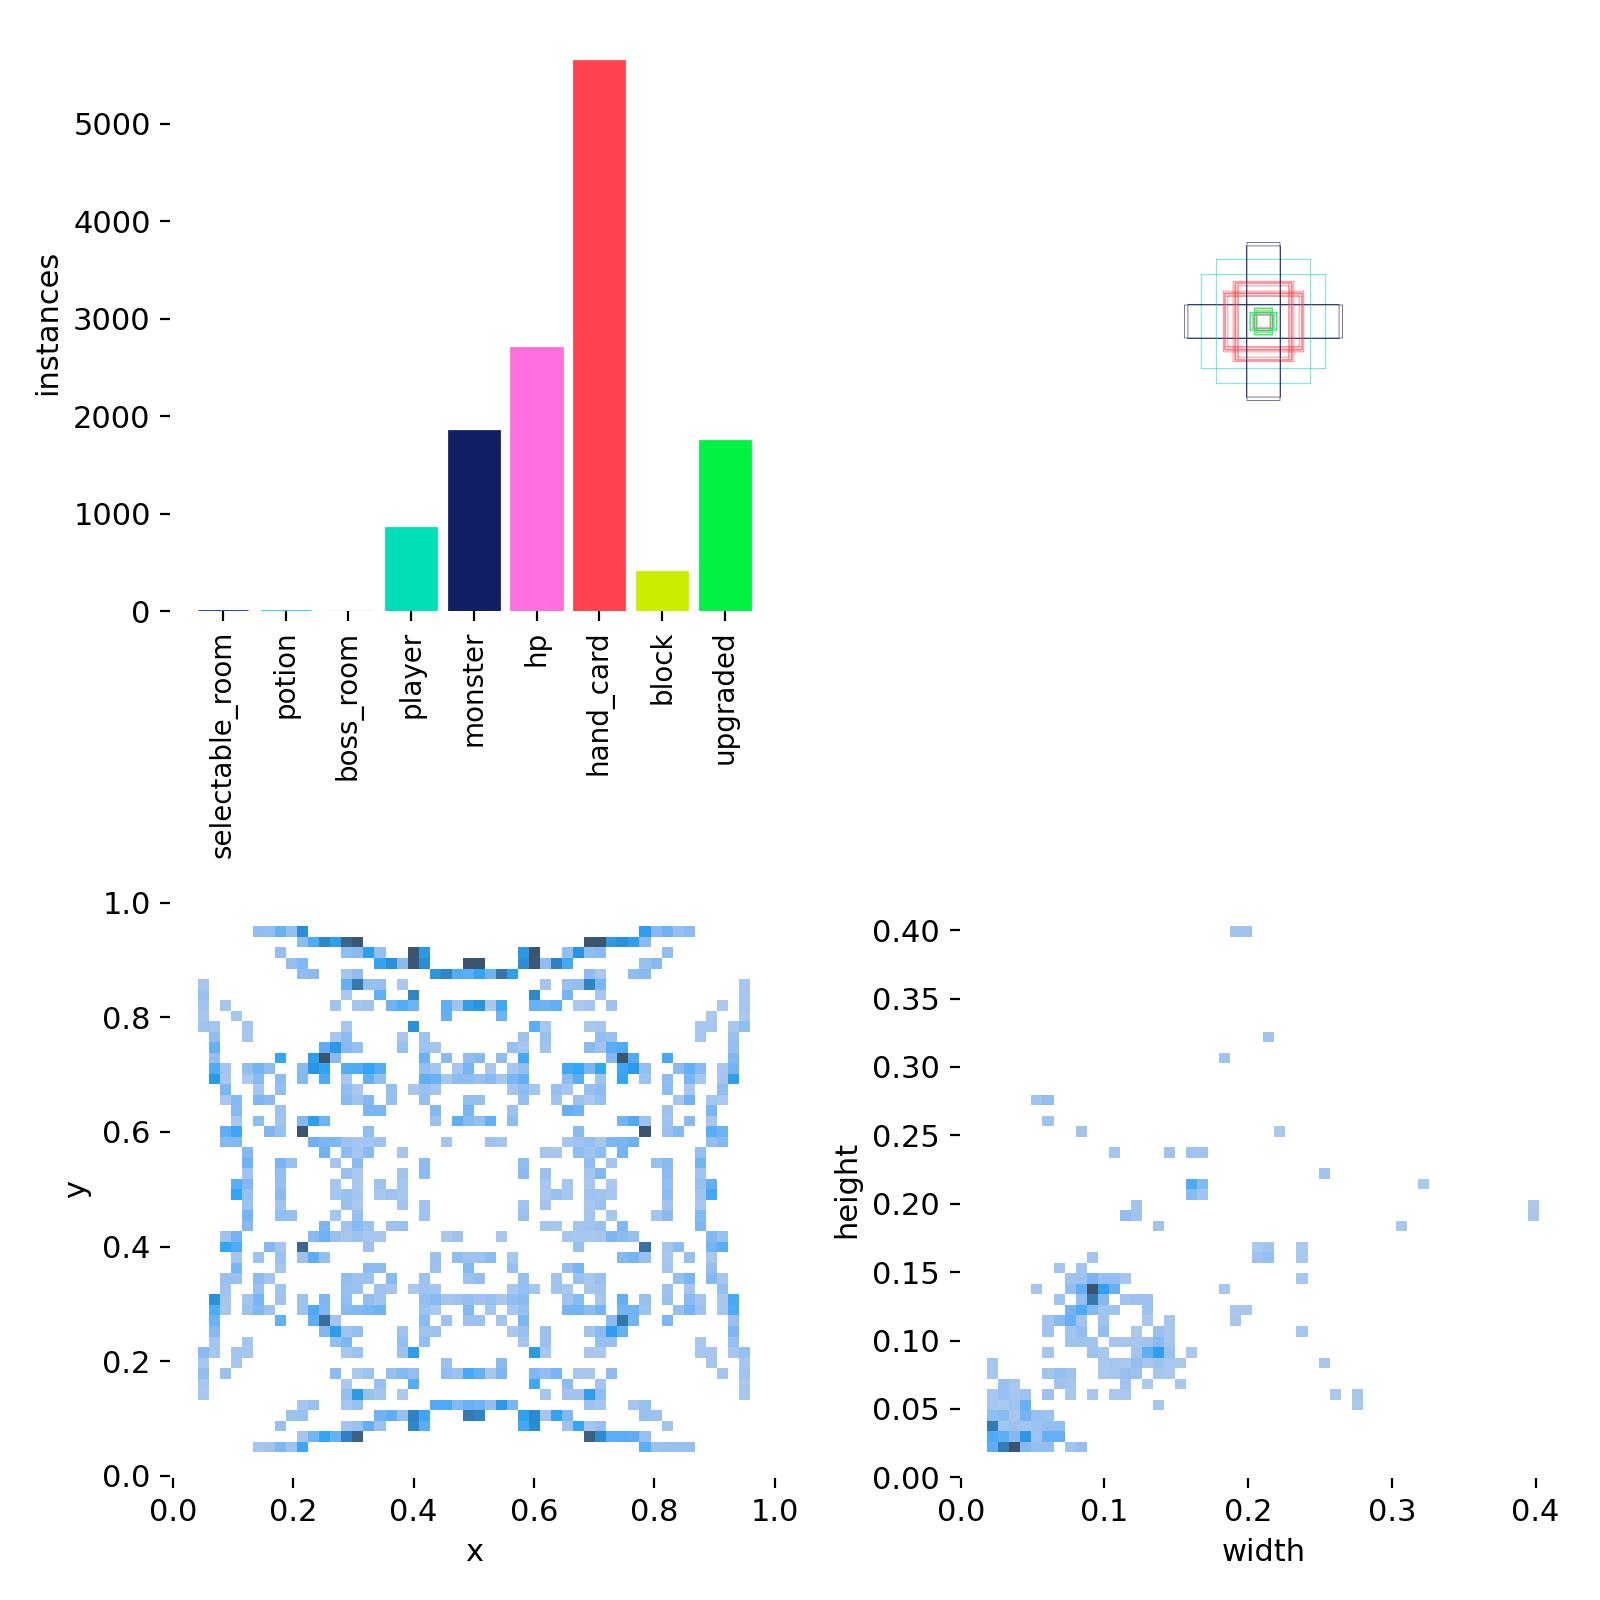 5000
4000
3000
2000
1000
0
instances
selectable_room
potion
boss_room
player
monster
hp
hand_card
block
upgraded
1.0
0.8
0.6
0.4
0.2
0.0
y
0.0 0.2 0.4 0.6 0.8 1.0
x
0.40
0.35
0.30
0.25
0.20
0.15
0.10
0.05
0.00
height
0.0 0.1 0.2 0.3 0.4
width